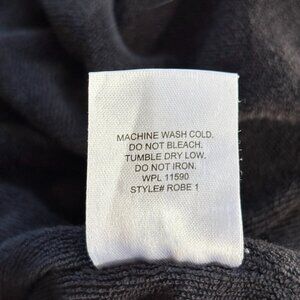 MACHINE WASH COLD.
DO NOT BLEACH.
TUMBLE DRY LOW.
DO NOT IRON.
WPL 11590
STYLE# ROBE 1